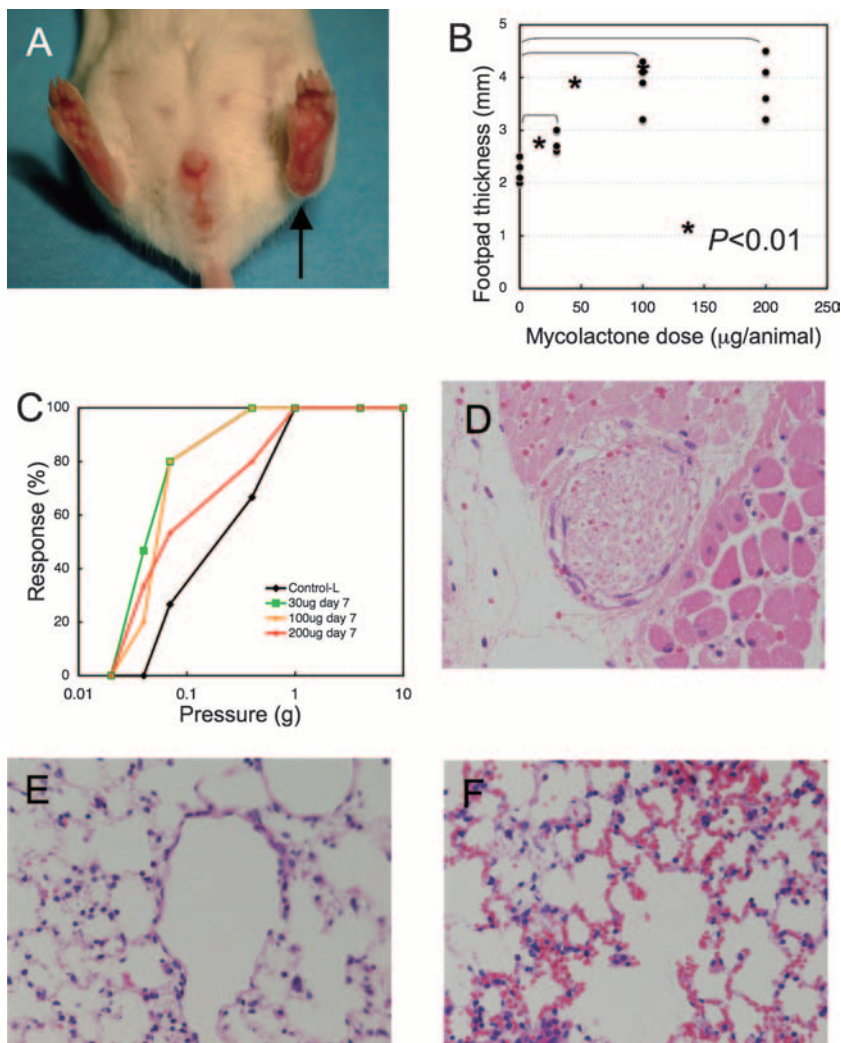 A
B
Footpad thickness (mm)
5
4
3
2
1
0
*
*
*
*
P<0.01
0
50
100
150
200
250
Mycolactone dose (μg/animal)
C
Response (%)
100
80
60
40
20
0
Control-L
30ug day 7
100ug day 7
200ug day 7
0.01
0.1
1
10
Pressure (g)
D
E
F